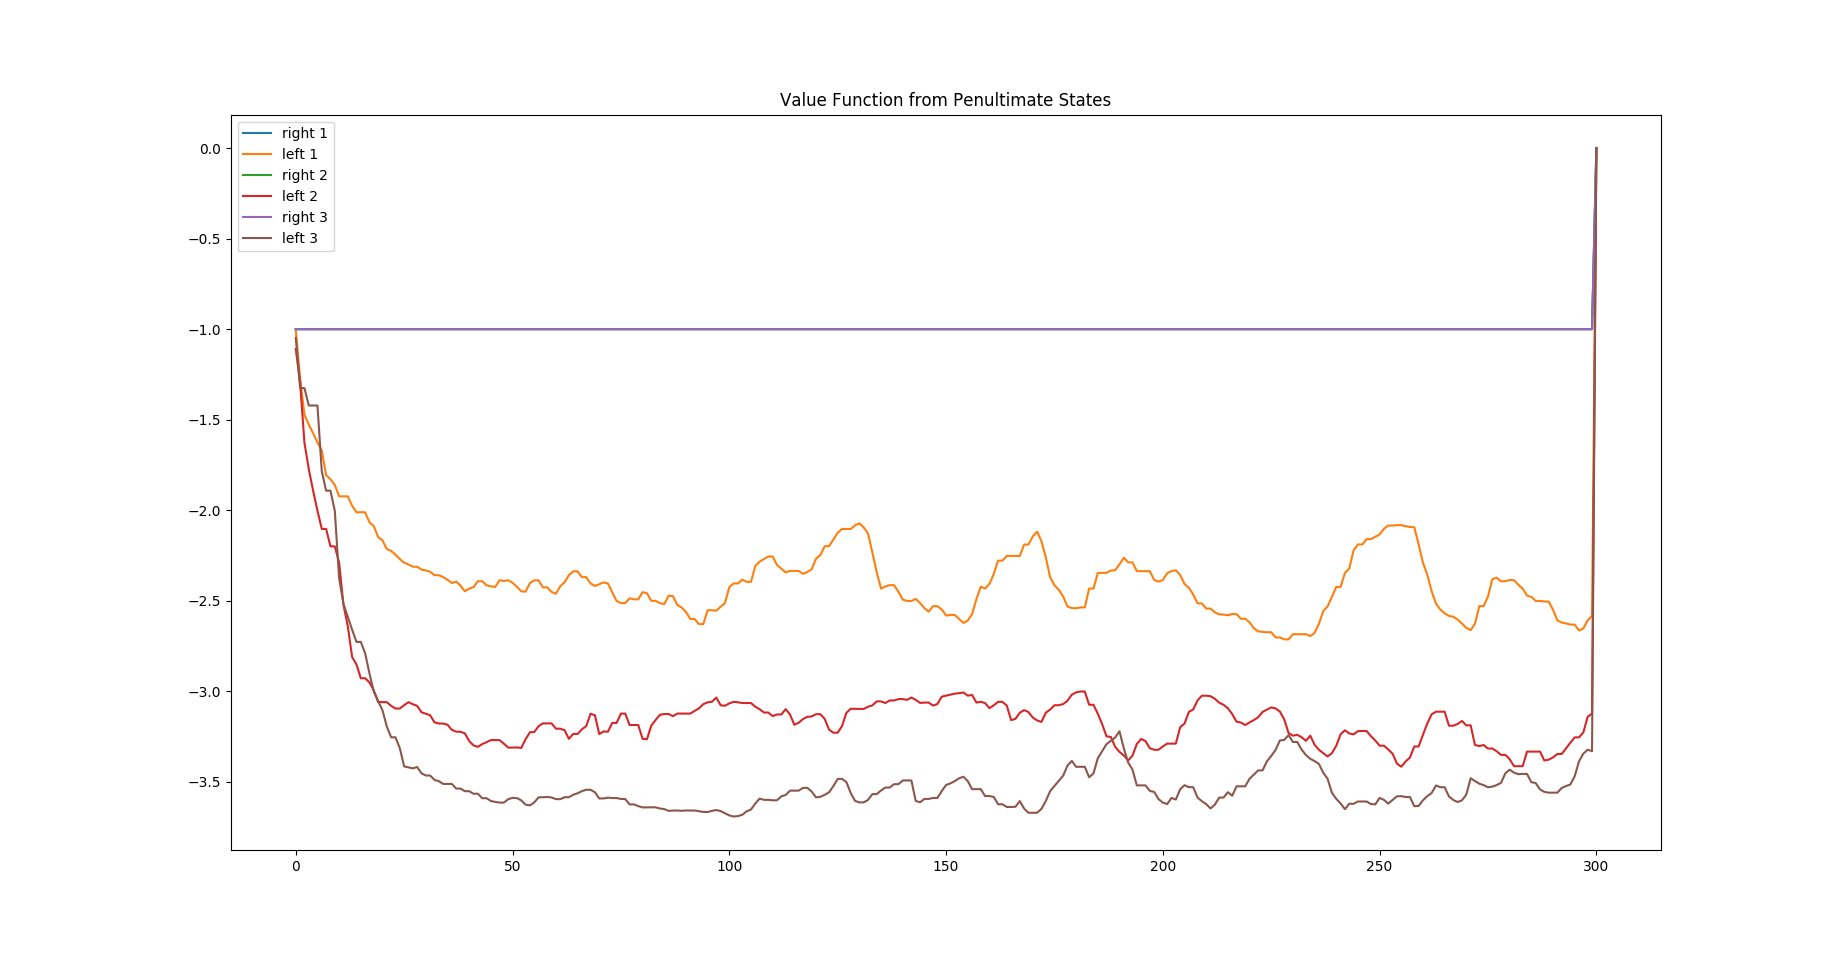 Value Function from Penultimate States
right 1
left 1
right 2
left 2
right 3
left 3
0.0
−0.5
−1.0
−1.5
−2.0
−2.5
−3.0
−3.5
0 50 100 150 200 250 300